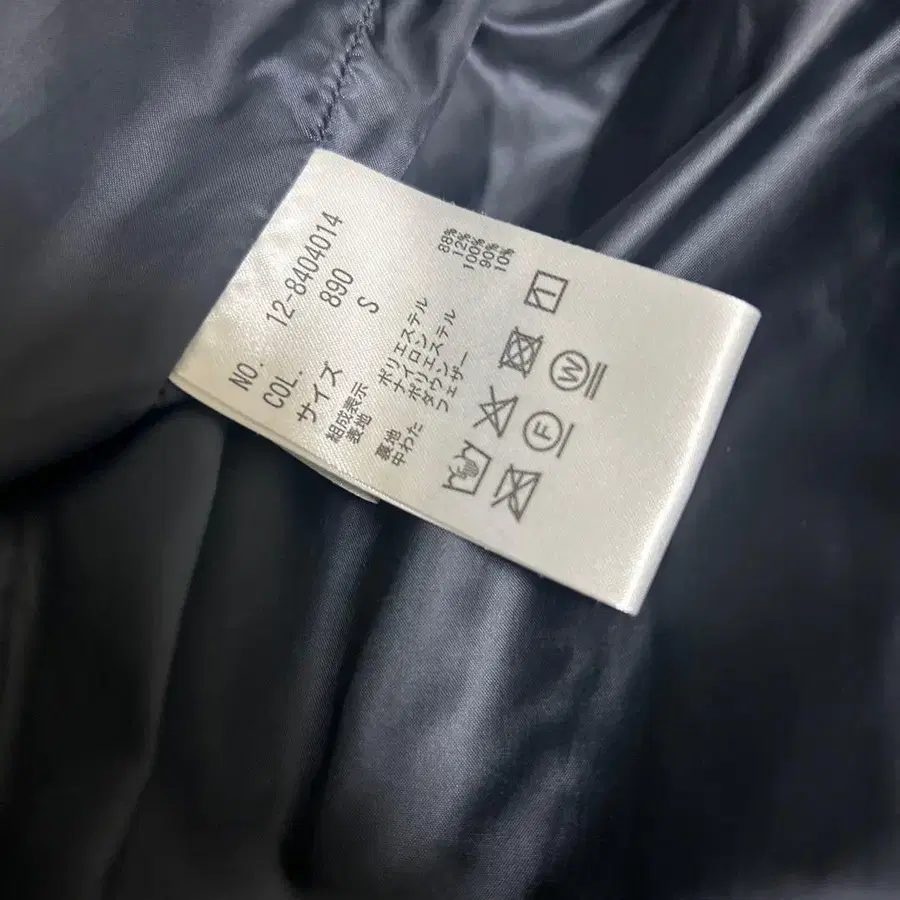 NO. 12-8404014
COL. 890
サイズ S
組成表示
表地 ポリエステル 88%
ナイロン 12%
裏地 ポリエステル 100%
中わた ダウン 90%
フェザー 10%
F
W